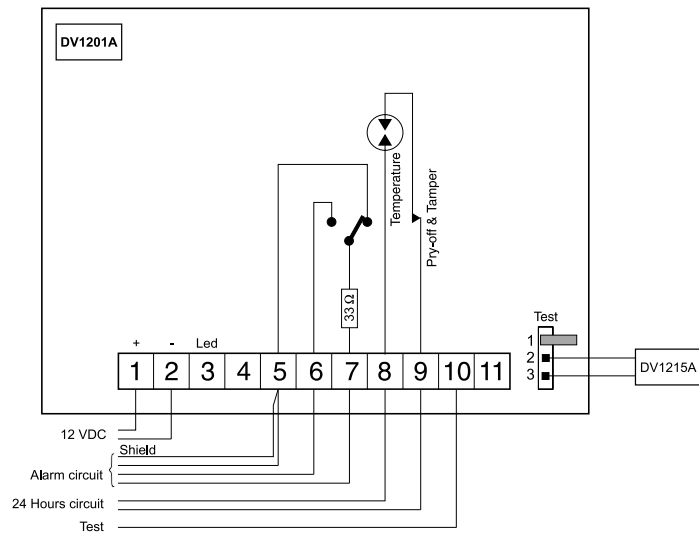 DV1201A
Temperature
Pry-off & Tamper
33 Ω
Test
+ - Led
1 2 3 4 5 6 7 8 9 10 11
1
2
3
DV1215A
12 VDC
Shield
Alarm circuit
24 Hours circuit
Test